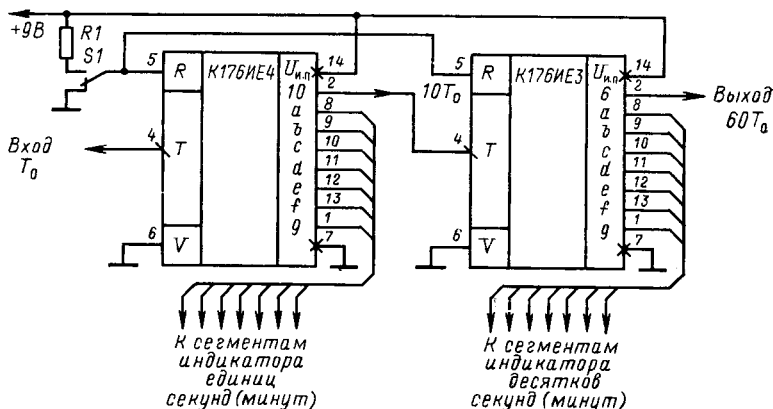 +9В
R1
S1
5
R
К176ИЕ4
Uи.п
14
10
2
a
8
b
9
4
T
c
10
d
11
e
12
f
13
g
1
6
V
7
Вход
T0
К сегментам
индикатора
единиц
секунд (минут)
10T0
5
R
К176ИЕ3
Uи.п
14
6
2
a
8
b
9
4
T
c
10
d
11
e
12
f
13
g
1
6
V
7
Выход
60T0
К сегментам
индикатора
десятков
секунд (минут)